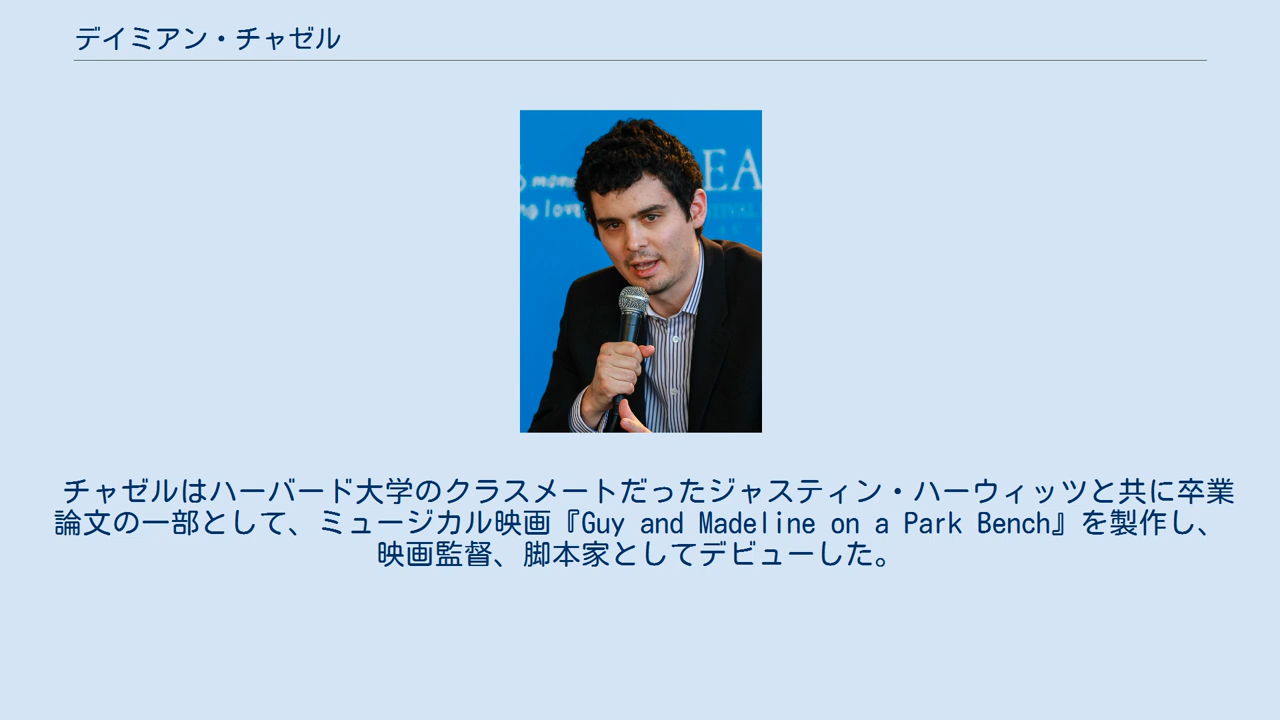 デイミアン・チャゼル
EA
ng love
チャゼルはハーバード大学のクラスメートだったジャスティン・ハーウィッツと共に卒業
論文の一部として、ミュージカル映画『Guy and Madeline on a Park Bench』を製作し、
映画監督、脚本家としてデビューした。